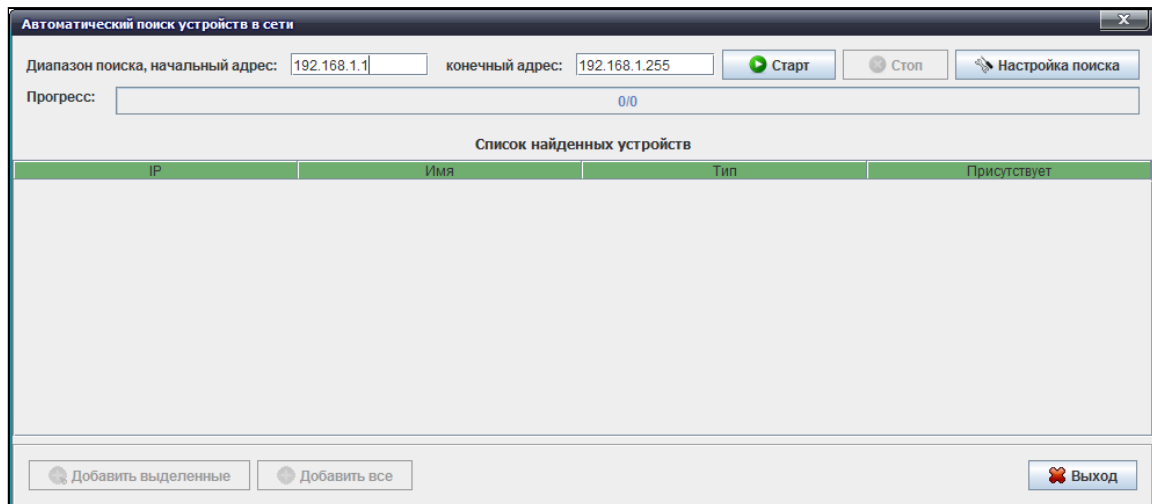 Автоматический поиск устройств в сети
Диапазон поиска, начальный адрес: 192.168.1.1 конечный адрес: 192.168.1.255 Старт Стоп Настройка поиска
Прогресс: 0/0
Список найденных устройств
IP Имя Тип Присутствует
Добавить выделенные Добавить все Выход